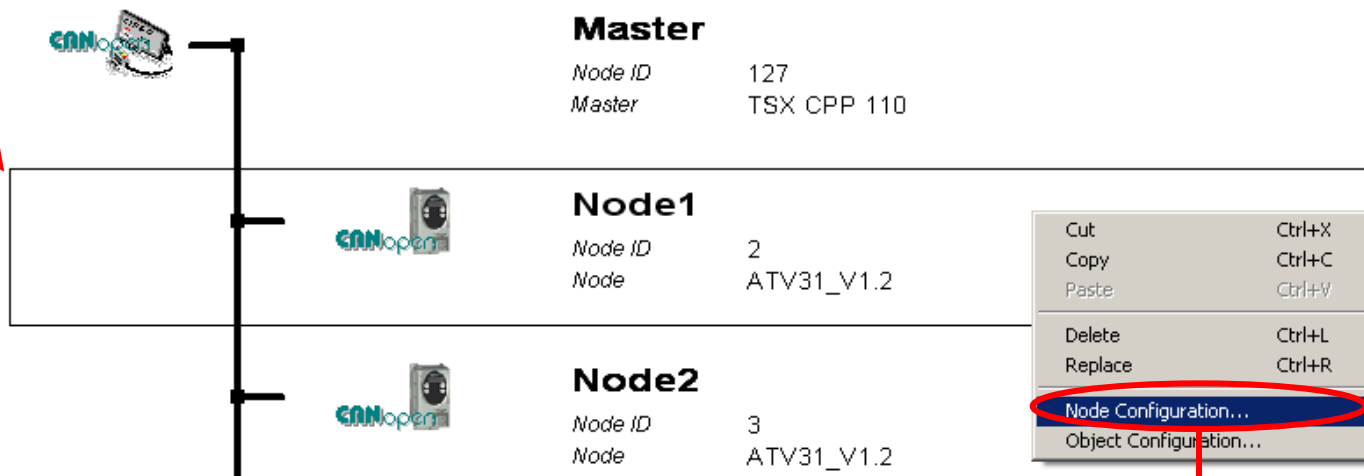 CANopen
Master
Node ID 127
Master TSX CPP 110
CANopen
Node1
Node ID 2
Node ATV31_V1.2
CANopen
Node2
Node ID 3
Node ATV31_V1.2
Cut Ctrl+X
Copy Ctrl+C
Paste Ctrl+V
Delete Ctrl+L
Replace Ctrl+R
Node Configuration...
Object Configuration...